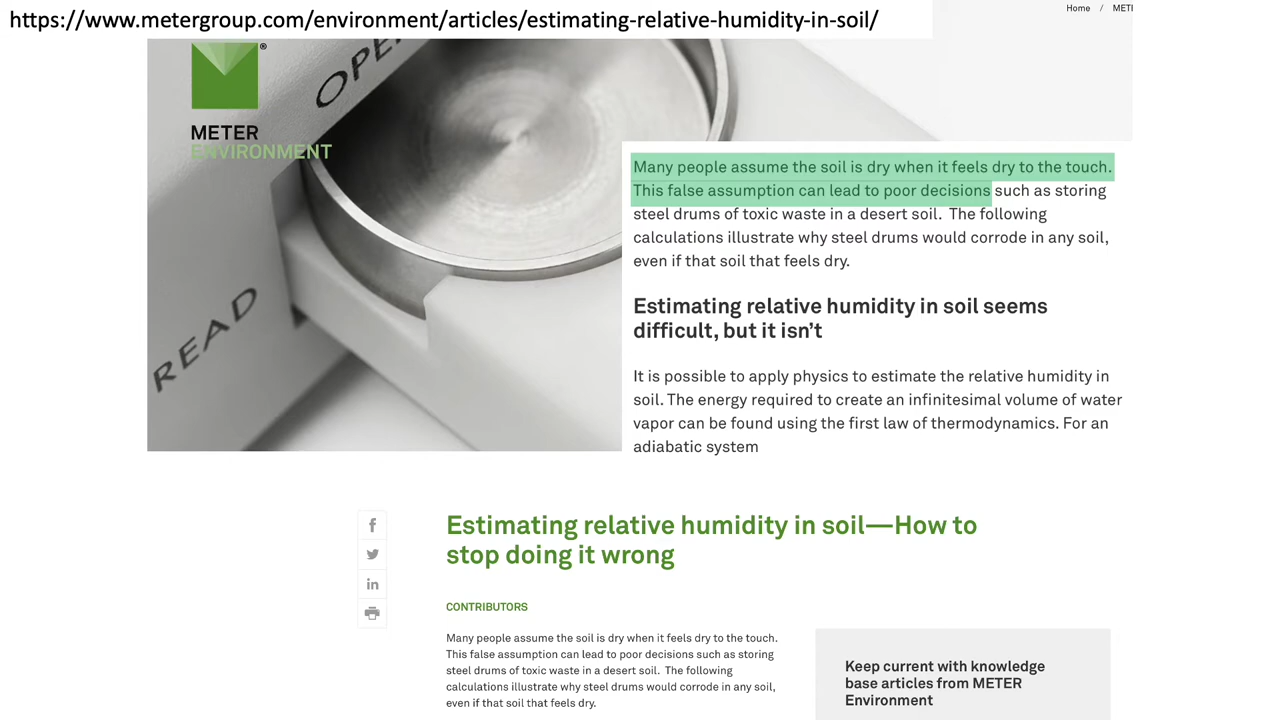 https://www.metergroup.com/environment/articles/estimating-relative-humidity-in-soil/
Home / METI
OPE
METER
ENVIRONMENT
READ
Many people assume the soil is dry when it feels dry to the touch.
This false assumption can lead to poor decisions such as storing
steel drums of toxic waste in a desert soil. The following
calculations illustrate why steel drums would corrode in any soil,
even if that soil that feels dry.
Estimating relative humidity in soil seems
difficult, but it isn’t
It is possible to apply physics to estimate the relative humidity in
soil. The energy required to create an infinitesimal volume of water
vapor can be found using the first law of thermodynamics. For an
adiabatic system
Estimating relative humidity in soil—How to
stop doing it wrong
CONTRIBUTORS
Many people assume the soil is dry when it feels dry to the touch.
This false assumption can lead to poor decisions such as storing
steel drums of toxic waste in a desert soil. The following
calculations illustrate why steel drums would corrode in any soil,
even if that soil that feels dry.
Keep current with knowledge
base articles from METER
Environment